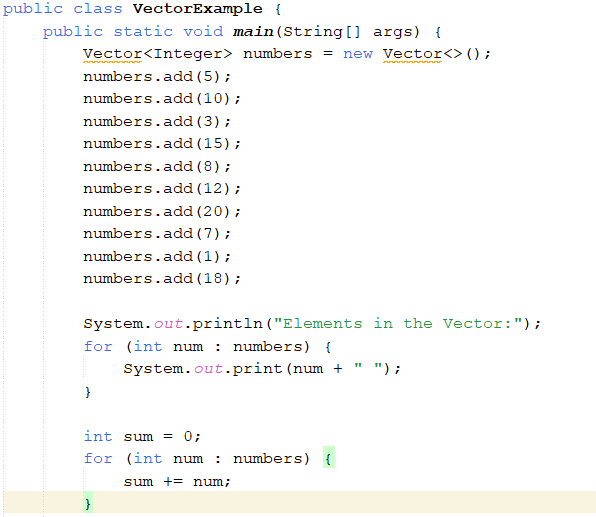 public class VectorExample {
public static void main(String[] args) {
Vector<Integer> numbers = new Vector<>();
numbers.add(5);
numbers.add(10);
numbers.add(3);
numbers.add(15);
numbers.add(8);
numbers.add(12);
numbers.add(20);
numbers.add(7);
numbers.add(1);
numbers.add(18);
System.out.println("Elements in the Vector:");
for (int num : numbers) {
System.out.print(num + " ");
}
int sum = 0;
for (int num : numbers) {
sum += num;
}